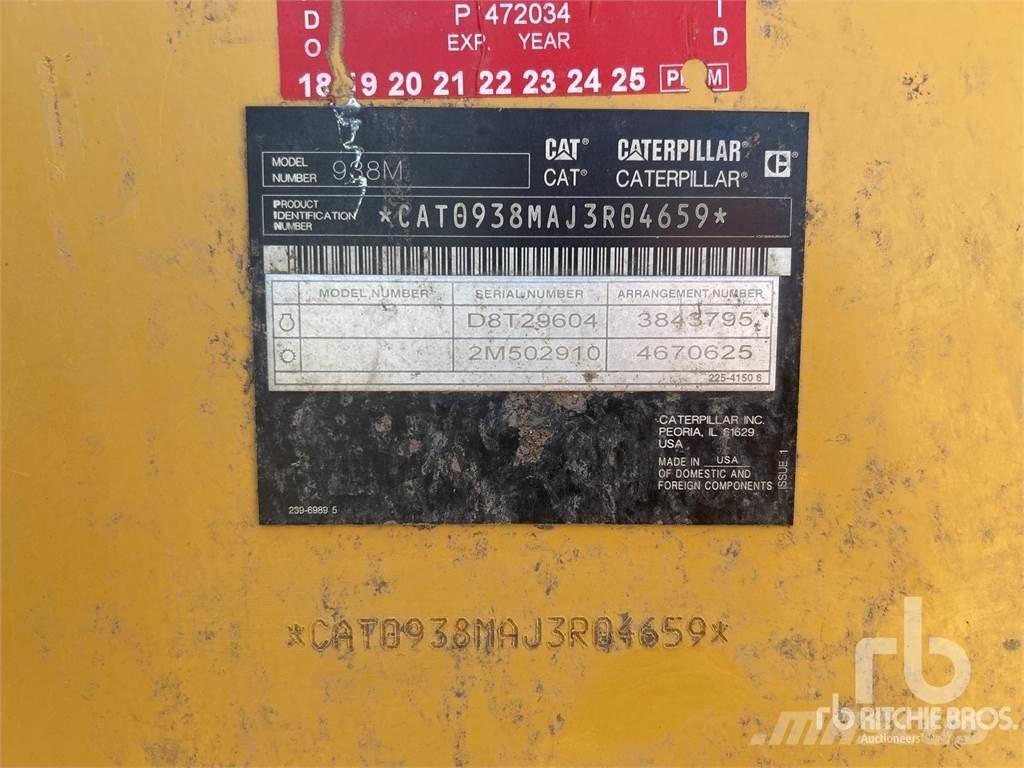 P 472034
D I
EXP. YEAR
O D
18 19 20 21 22 23 24 25
CAT® CATERPILLAR®
MODEL NUMBER 938M
CAT® CATERPILLAR®
PRODUCT IDENTIFICATION NUMBER *CAT0938MAJ3R04659*
MODEL NUMBER SERIAL NUMBER ARRANGEMENT NUMBER
D8T29604 3843795
2M502910 4670625
225-4150 6
CATERPILLAR INC.
PEORIA, IL 61629
USA
MADE IN USA
OF DOMESTIC AND
FOREIGN COMPONENTS
ISSUE 1
239-6989 5
*CAT0938MAJ3R04659*
rb
rb RITCHIE BROS.
Auctioneers